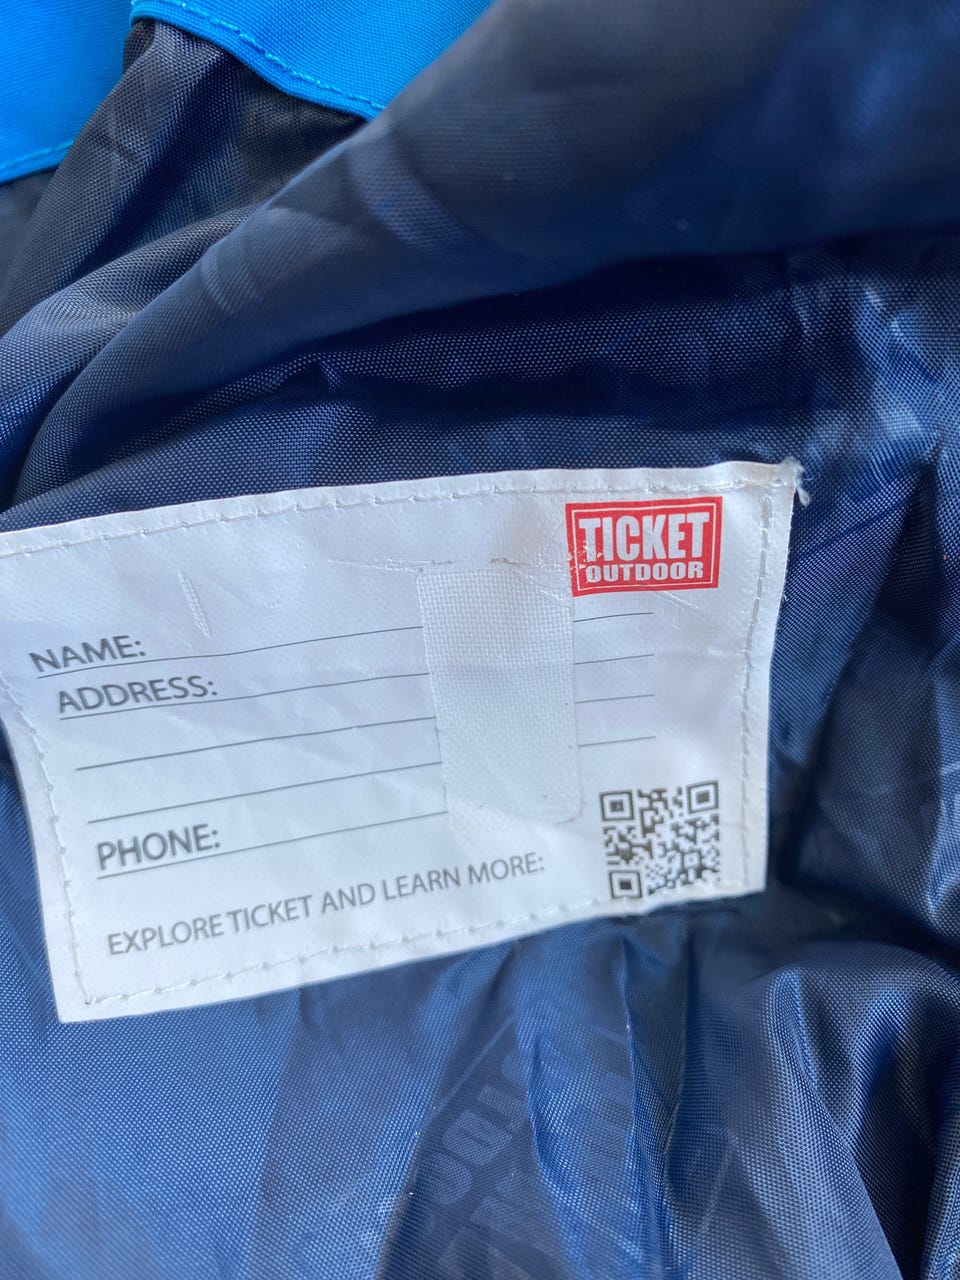 TICKET
OUTDOOR
NAME:
ADDRESS:
PHONE:
EXPLORE TICKET AND LEARN MORE: